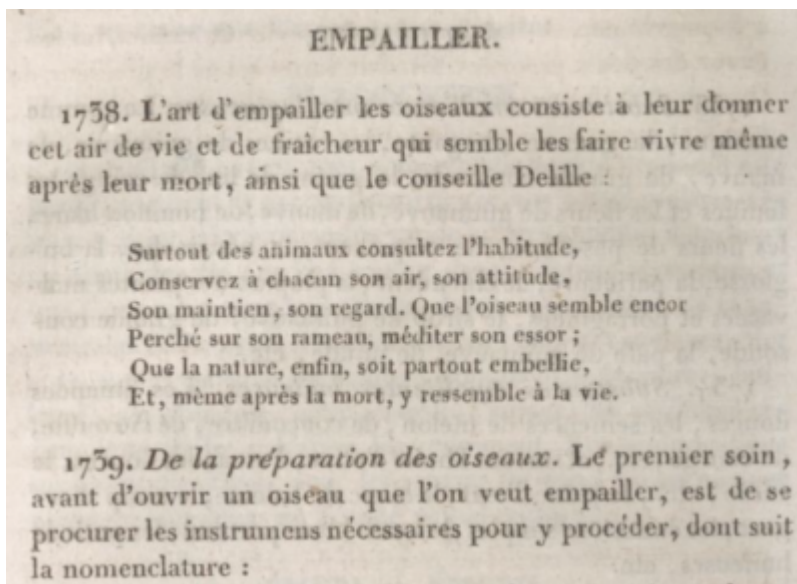 EMPAILLER.
1738. L'art d'empailler les oiseaux consiste à leur donner
cet air de vie et de fraîcheur qui semble les faire vivre même
après leur mort, ainsi que le conseille Delille :
Surtout des animaux consultez l'habitude,
Conservez à chacun son air, son attitude,
Son maintien, son regard. Que l'oiseau semble encor
Perché sur son rameau, méditer son essor ;
Que la nature, enfin, soit partout embellie,
Et, même après la mort, y ressemble à la vie.
1739. De la préparation des oiseaux. Le premier soin,
avant d'ouvrir un oiseau que l'on veut empailler, est de se
procurer les instrumens nécessaires pour y procéder, dont suit
la nomenclature :